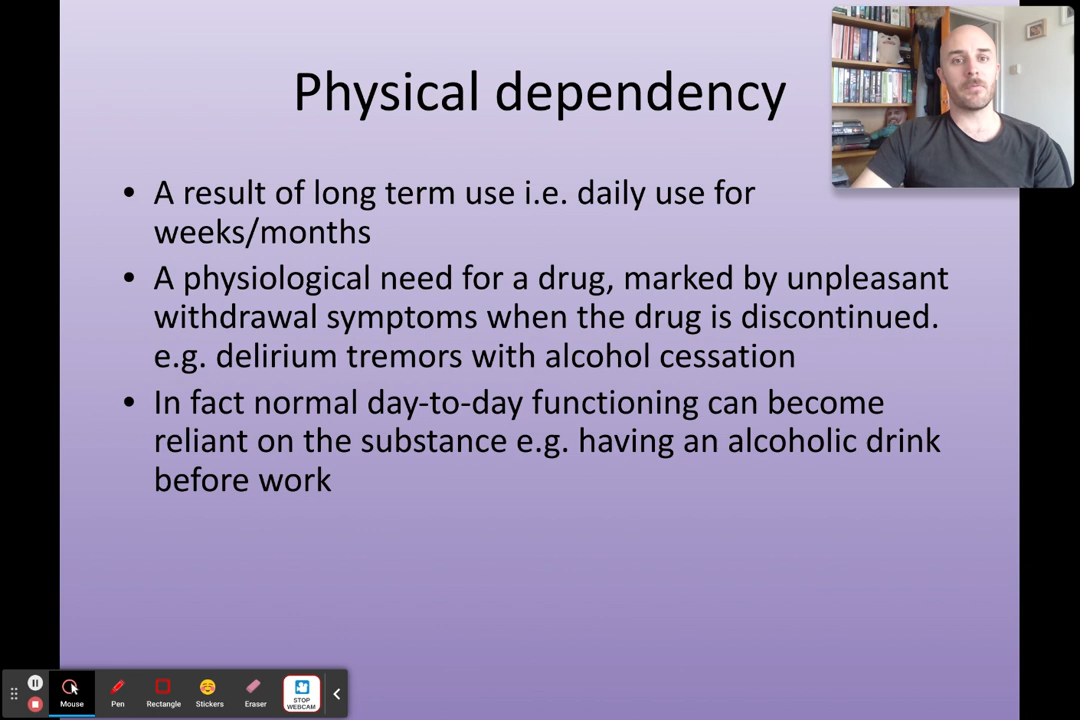 Physical dependency
• A result of long term use i.e. daily use for
weeks/months
• A physiological need for a drug, marked by unpleasant
withdrawal symptoms when the drug is discontinued.
e.g. delirium tremors with alcohol cessation
• In fact normal day-to-day functioning can become
reliant on the substance e.g. having an alcoholic drink
before work
Mouse
Pen
Rectangle
Stickers
Eraser
STOP
WEBCAM